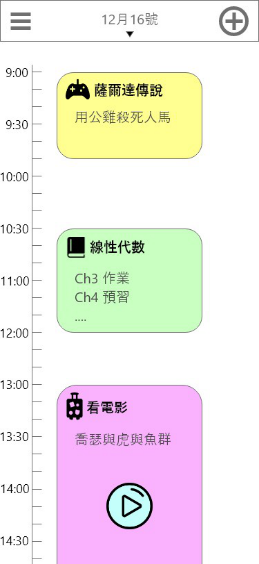 12月16號
9:00
薩爾達傳說
用公雞殺死人馬
9:30
10:00
10:30
線性代數
Ch3 作業
11:00
Ch4 預習
....
12:00
13:00
看電影
13:30
喬瑟與虎與魚群
14:00
14:30